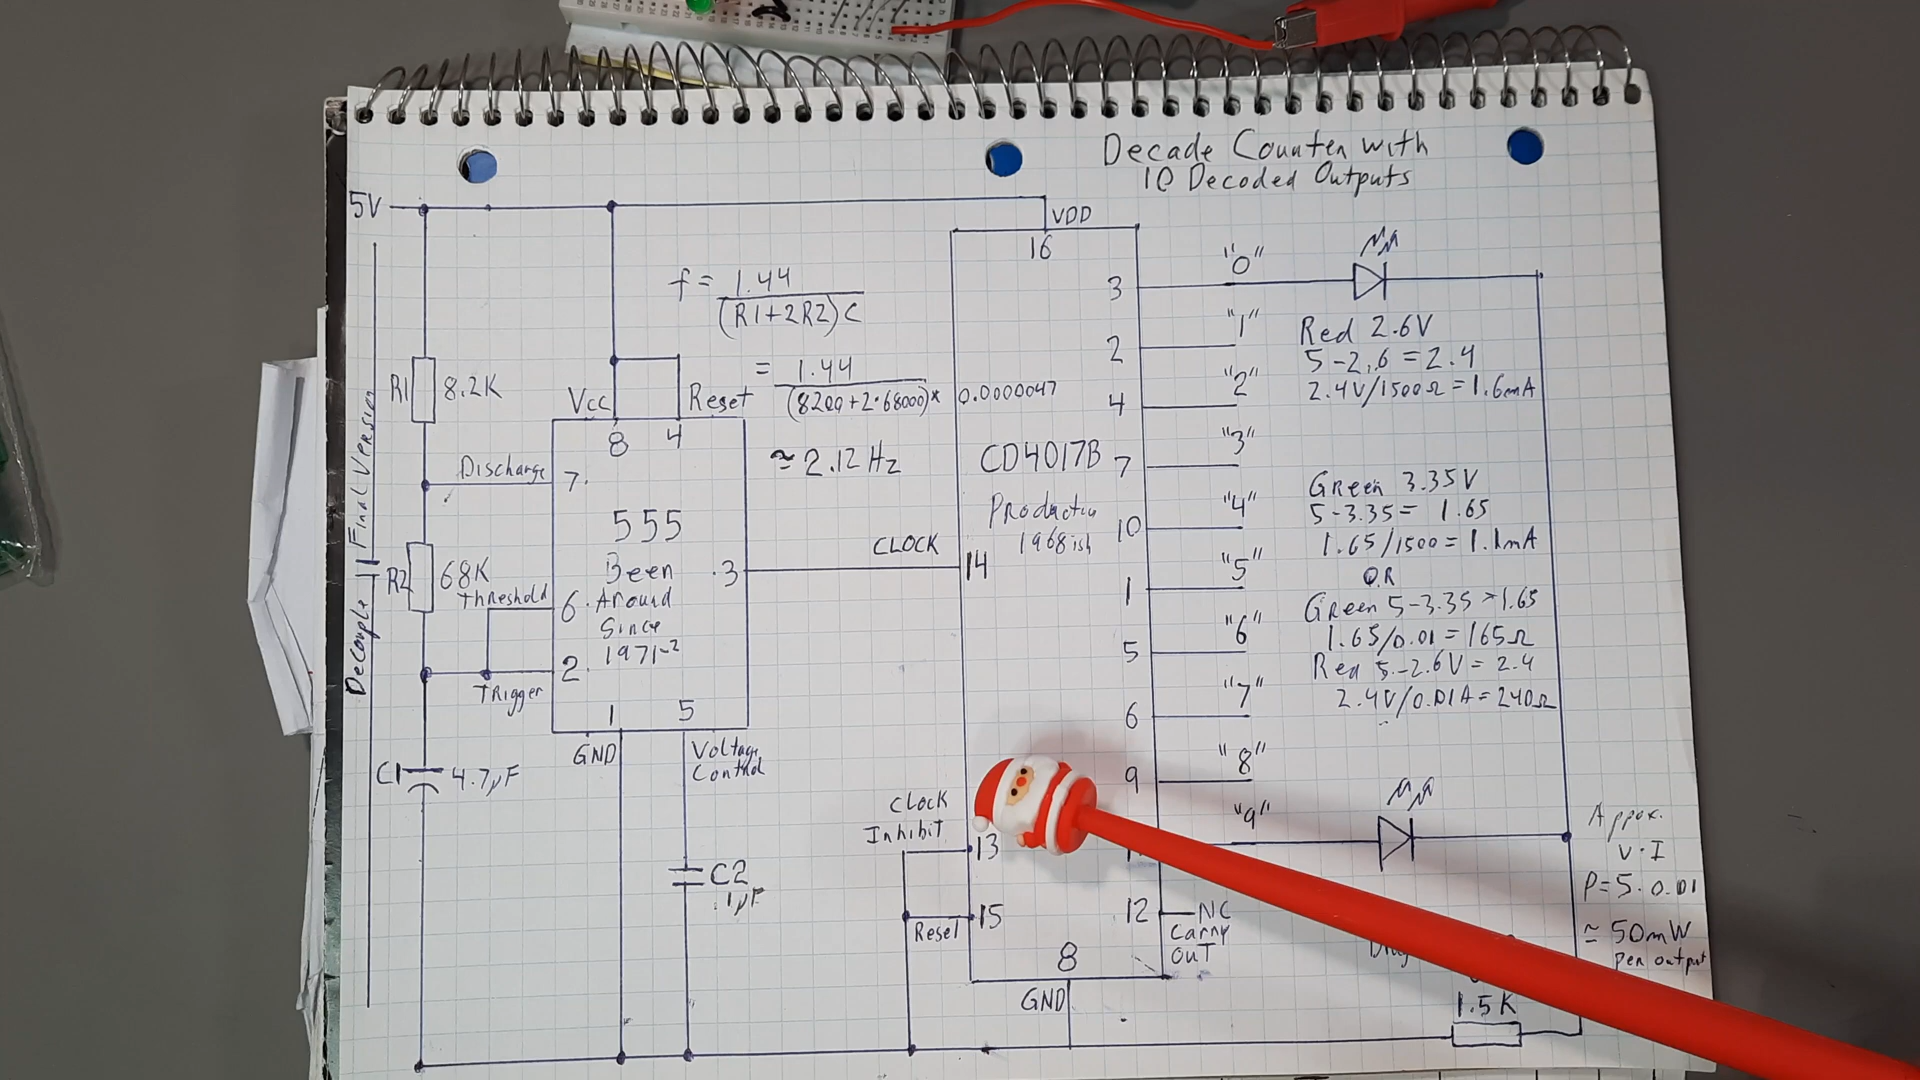 Decade Counter with
10 Decoded Outputs
5V
VDD
16
f = 1.44
(R1+2R2)C
= 1.44
(8200+2·68000)* 0.0000047
≈ 2.12 Hz
R1 8.2K
Vcc
Reset
8 4
Discharge
7
555
Been
Around
Since
1971-2
3
R2 68K
Threshold
6
2
Trigger
1 5
GND
Voltage
Control
C1 4.7µF
C2
.1µF
Decouple
Final Version
CLOCK
14
CD4017B
1968ish
Clock
Inhibit
13
Reset
15
8
GND
3 "0"
2 "1"
4 "2"
7 "3"
10 "4"
1 "5"
5 "6"
6 "7"
9 "8"
"9"
12 NC
Carry
OUT
Red 2.6V
5-2.6 = 2.4
2.4V/1500Ω = 1.6mA
Green 3.35V
5-3.35 = 1.65
1.65/1500 = 1.1mA
OR
Green 5-3.35 = 1.65
1.65/0.01 = 165Ω
Red 5-2.6V = 2.4
2.4V/0.01A = 240Ω
Appox.
V·I
P=5·0.01
≈ 50mW
per output
1.5K